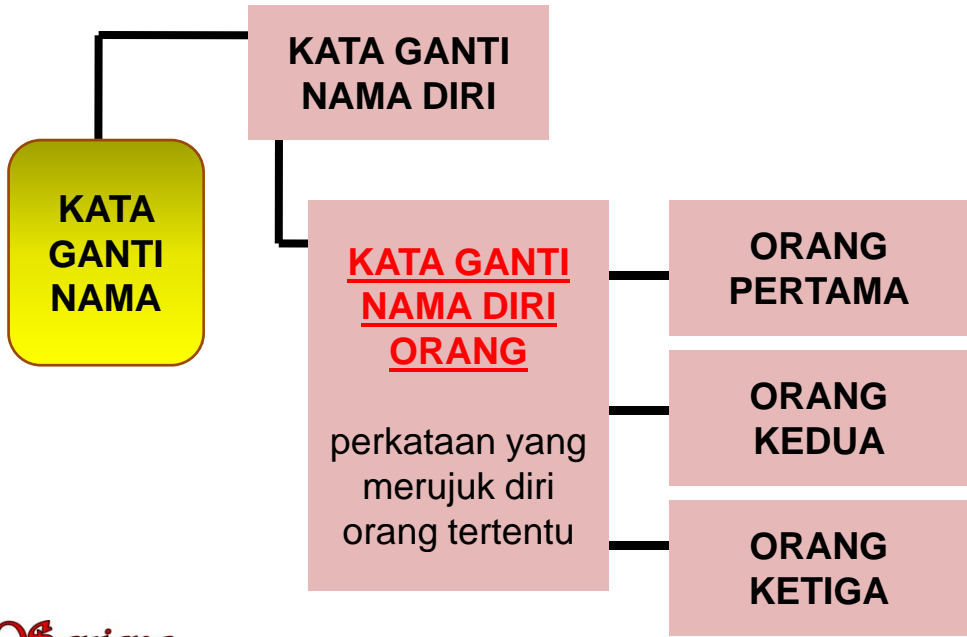 KATA GANTI
NAMA DIRI
KATA
GANTI
NAMA
KATA GANTI
NAMA DIRI
ORANG
perkataan yang
merujuk diri
orang tertentu
ORANG
PERTAMA
ORANG
KEDUA
ORANG
KETIGA